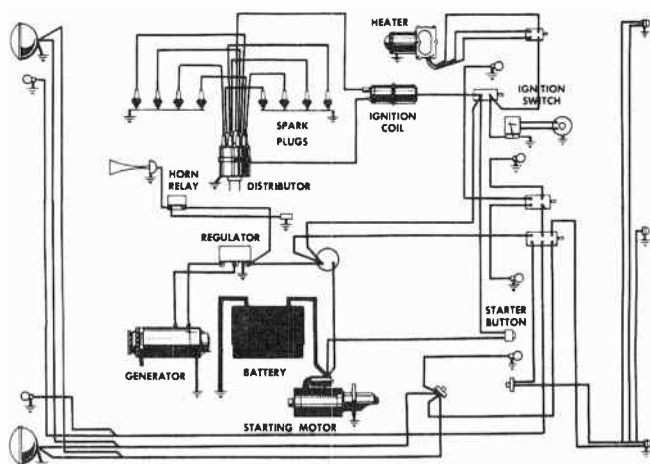 HEATER
IGNITION
SWITCH
IGNITION
COIL
SPARK
PLUGS
HORN
RELAY
DISTRIBUTOR
REGULATOR
STARTER
BUTTON
GENERATOR
BATTERY
STARTING MOTOR